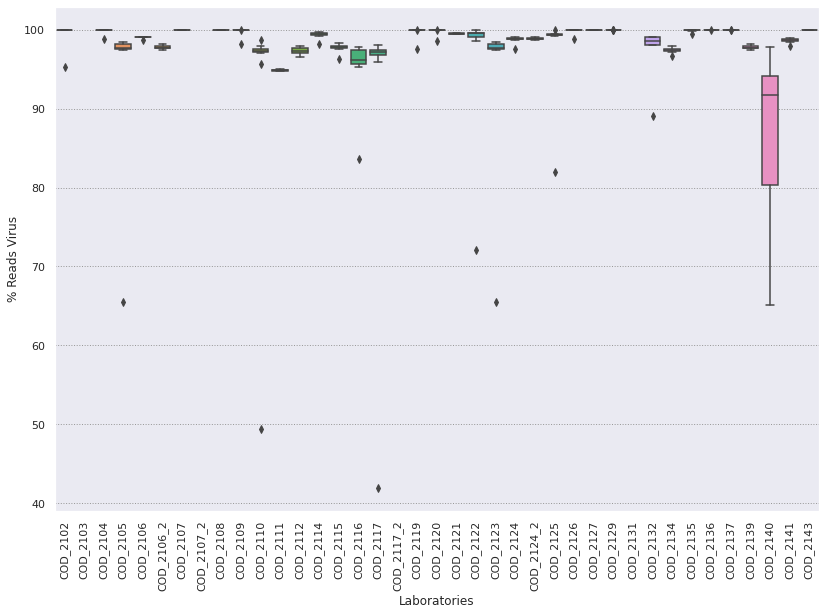 100
90
80
70
60
50
40
% Reads Virus
COD_2102
COD_2103
COD_2104
COD_2105
COD_2106
COD_2106_2
COD_2107
COD_2107_2
COD_2108
COD_2109
COD_2110
COD_2111
COD_2112
COD_2114
COD_2115
COD_2116
COD_2117
COD_2117_2
COD_2119
COD_2120
COD_2121
COD_2122
COD_2123
COD_2124
COD_2124_2
COD_2125
COD_2126
COD_2127
COD_2129
COD_2131
COD_2132
COD_2134
COD_2135
COD_2136
COD_2137
COD_2139
COD_2140
COD_2141
COD_2143
Laboratories